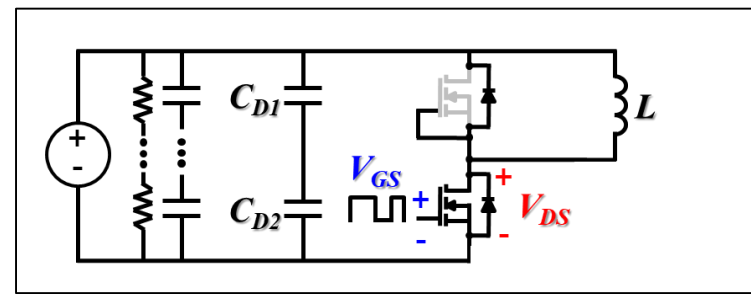 C_D1
L
+
-
V_GS
+
-
C_D2
+
V_DS
-